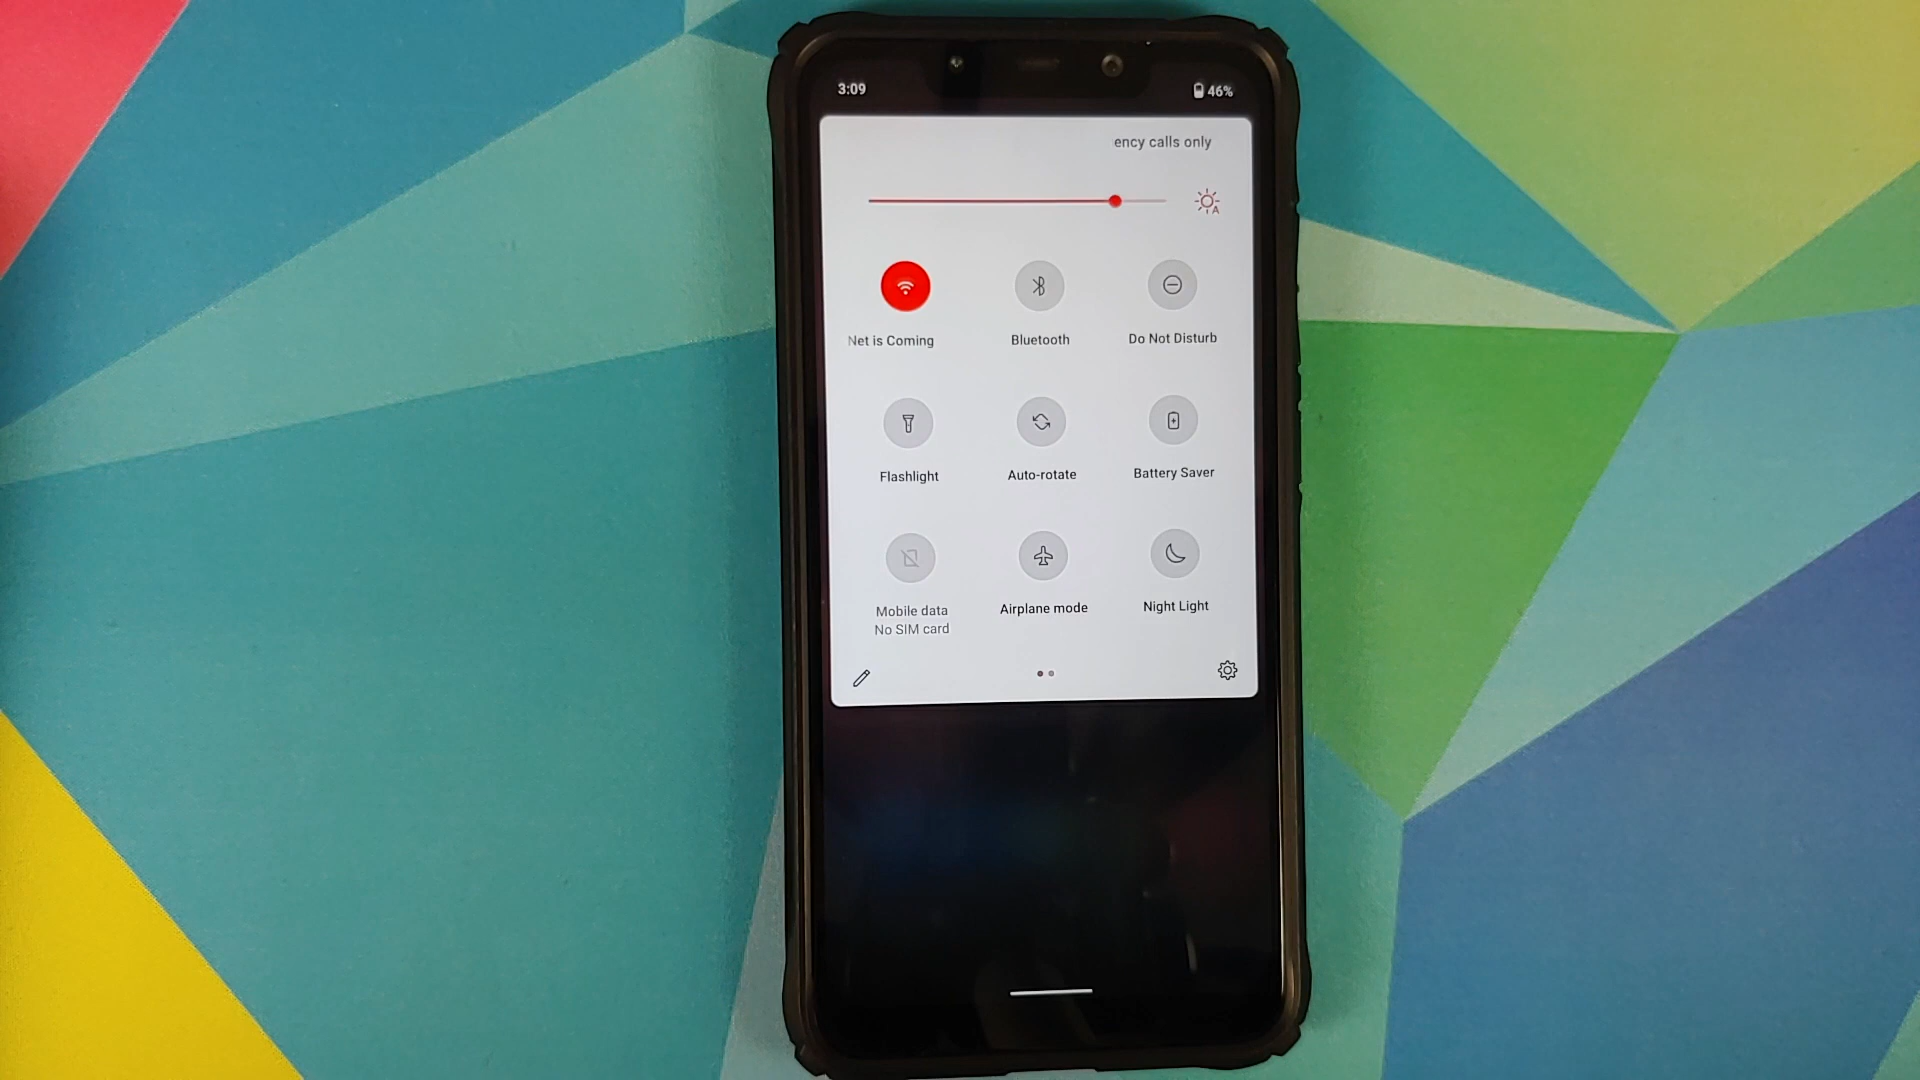 3:09
46%
ency calls only
A
Net is Coming
Bluetooth
Do Not Disturb
Flashlight
Auto-rotate
Battery Saver
Mobile data
No SIM card
Airplane mode
Night Light